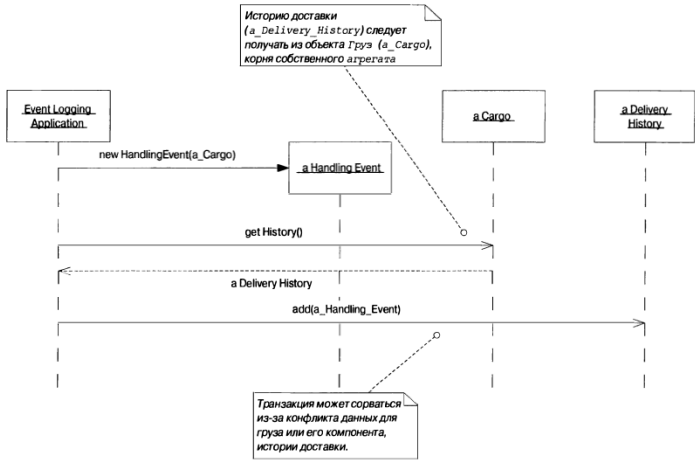 Историю доставки
(a_Delivery_History) следует
получать из объекта Груз (a_Cargo),
корня собственного агрегата
Event Logging
Application
a Cargo
a Delivery
History
new HandlingEvent(a_Cargo)
a Handling Event
get History()
a Delivery History
add(a_Handling_Event)
Транзакция может сорваться
из-за конфликта данных для
груза или его компонента,
истории доставки.